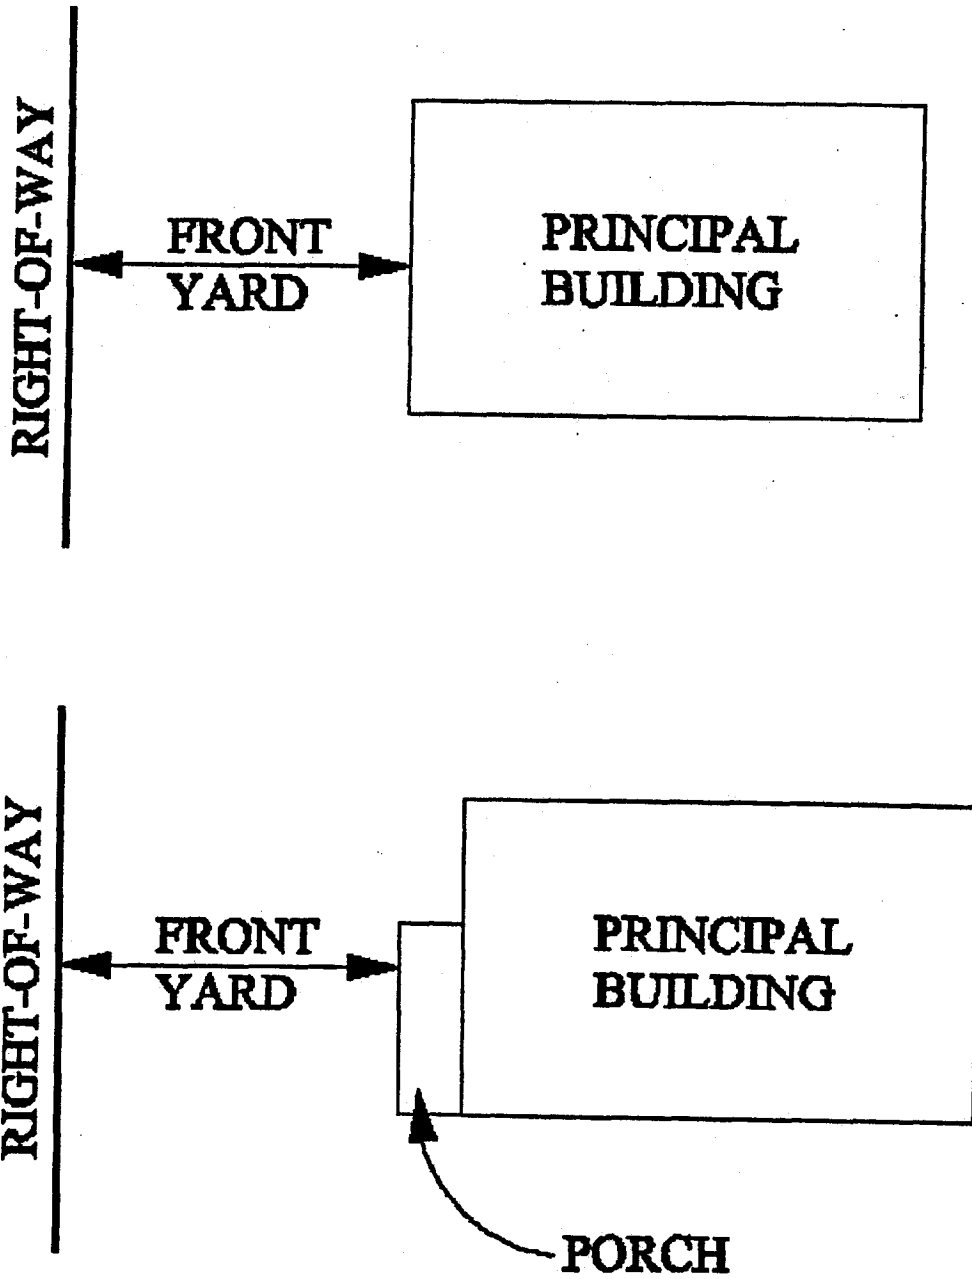 RIGHT-OF-WAY
FRONT
YARD
PRINCIPAL
BUILDING
RIGHT-OF-WAY
FRONT
YARD
PRINCIPAL
BUILDING
PORCH